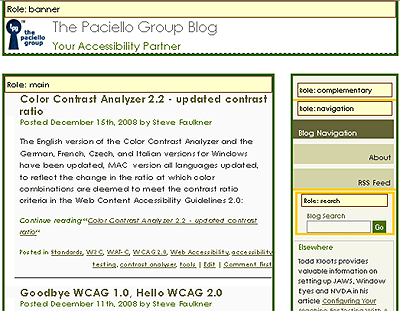 Role: banner
the paciello group
The Paciello Group Blog
Your Accessibility Partner
Role: main
Color Contrast Analyzer 2.2 - updated contrast
ratio
Posted December 15th, 2008 by Steve Faulkner
The English version of the Color Contrast Analyzer and the
German, French, Czech, and Italian versions for Windows
have been updated, MAC version all languages updated,
to reflect the change in the ratio at which color
combinations are deemed to meet the contrast ratio
criteria in the Web Content Accessibility Guidelines 2.0:
Continue reading"Color Contrast Analyzer 2.2 - updated contrast
ratio"
Posted in Standards, W3C, WAT-C, WCAG 2.0, Web Accessibility, accessibility
testing, contrast analyser, tools | Edit | Comment First
Goodbye WCAG 1.0, Hello WCAG 2.0
Posted December 11th, 2008 by Steve Faulkner
Role: complementary
Role: navigation
Blog Navigation
About
RSS Feed
Role: search
Blog Search
Go
Elsewhere
Todd Kloots provides
valuable information on
setting up JAWS, Window
Eyes and NVDA in his
article Configuring Your
Machine For Testing With